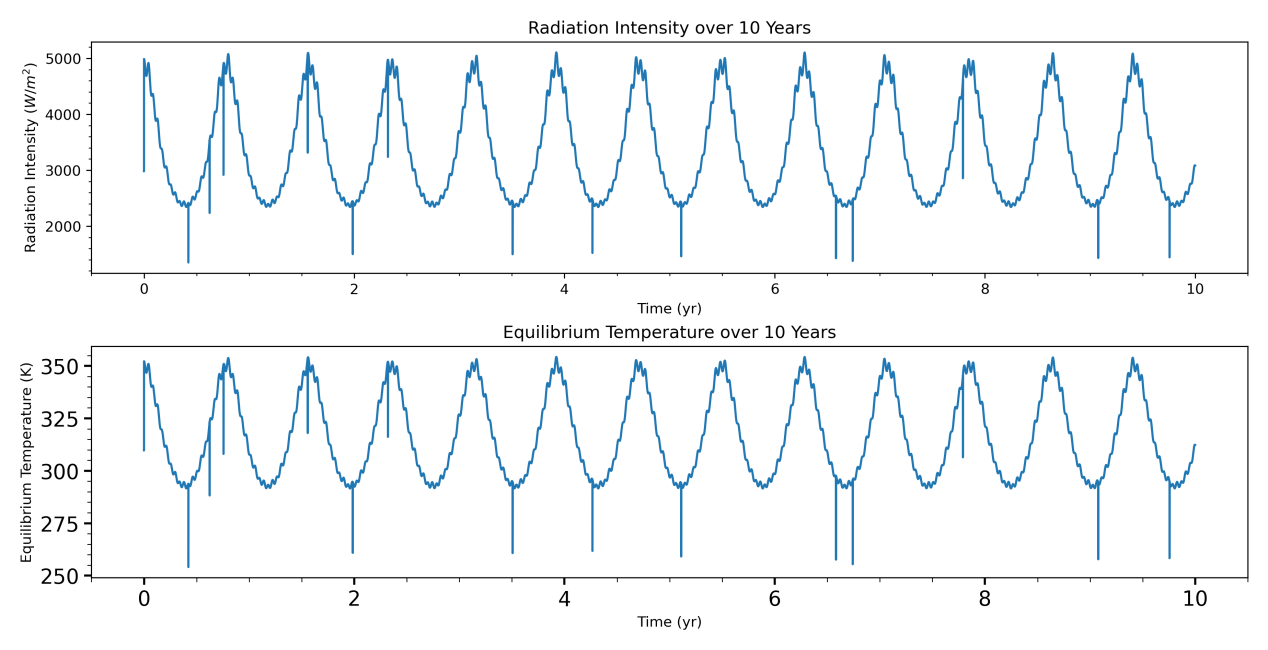 Radiation Intensity over 10 Years
Radiation Intensity (W/m²)
5000
4000
3000
2000
0 2 4 6 8 10
Time (yr)
Equilibrium Temperature over 10 Years
Equilibrium Temperature (K)
350
325
300
275
250
0 2 4 6 8 10
Time (yr)